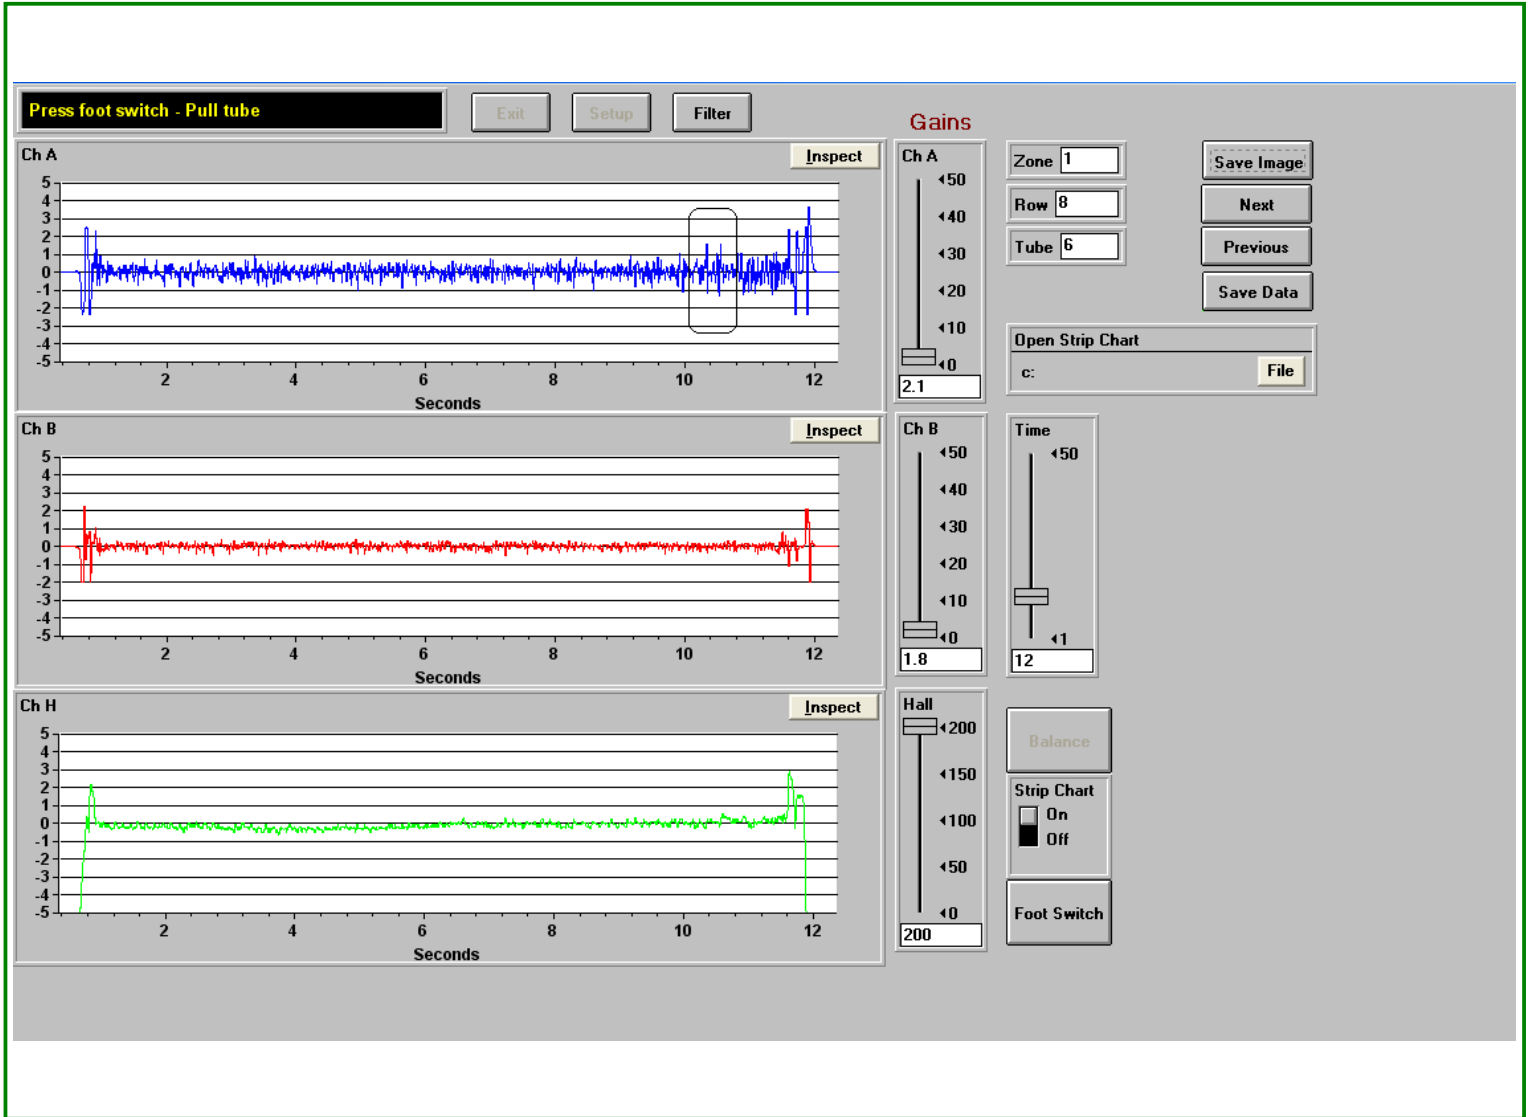 Press foot switch - Pull tube
Exit
Setup
Filter
Gains
Ch A
Inspect
5
4
3
2
1
0
-1
-2
-3
-4
-5
2
4
6
8
10
12
Seconds
Ch A
50
40
30
20
10
0
2.1
Zone 1
Row 8
Tube 6
Save Image
Next
Previous
Save Data
Open Strip Chart
c:
File
Ch B
Inspect
5
4
3
2
1
0
-1
-2
-3
-4
-5
2
4
6
8
10
12
Seconds
Ch B
50
40
30
20
10
0
1.8
Time
50
1
12
Ch H
Inspect
5
4
3
2
1
0
-1
-2
-3
-4
-5
2
4
6
8
10
12
Seconds
Hall
200
150
100
50
0
200
Balance
Strip Chart
On
Off
Foot Switch